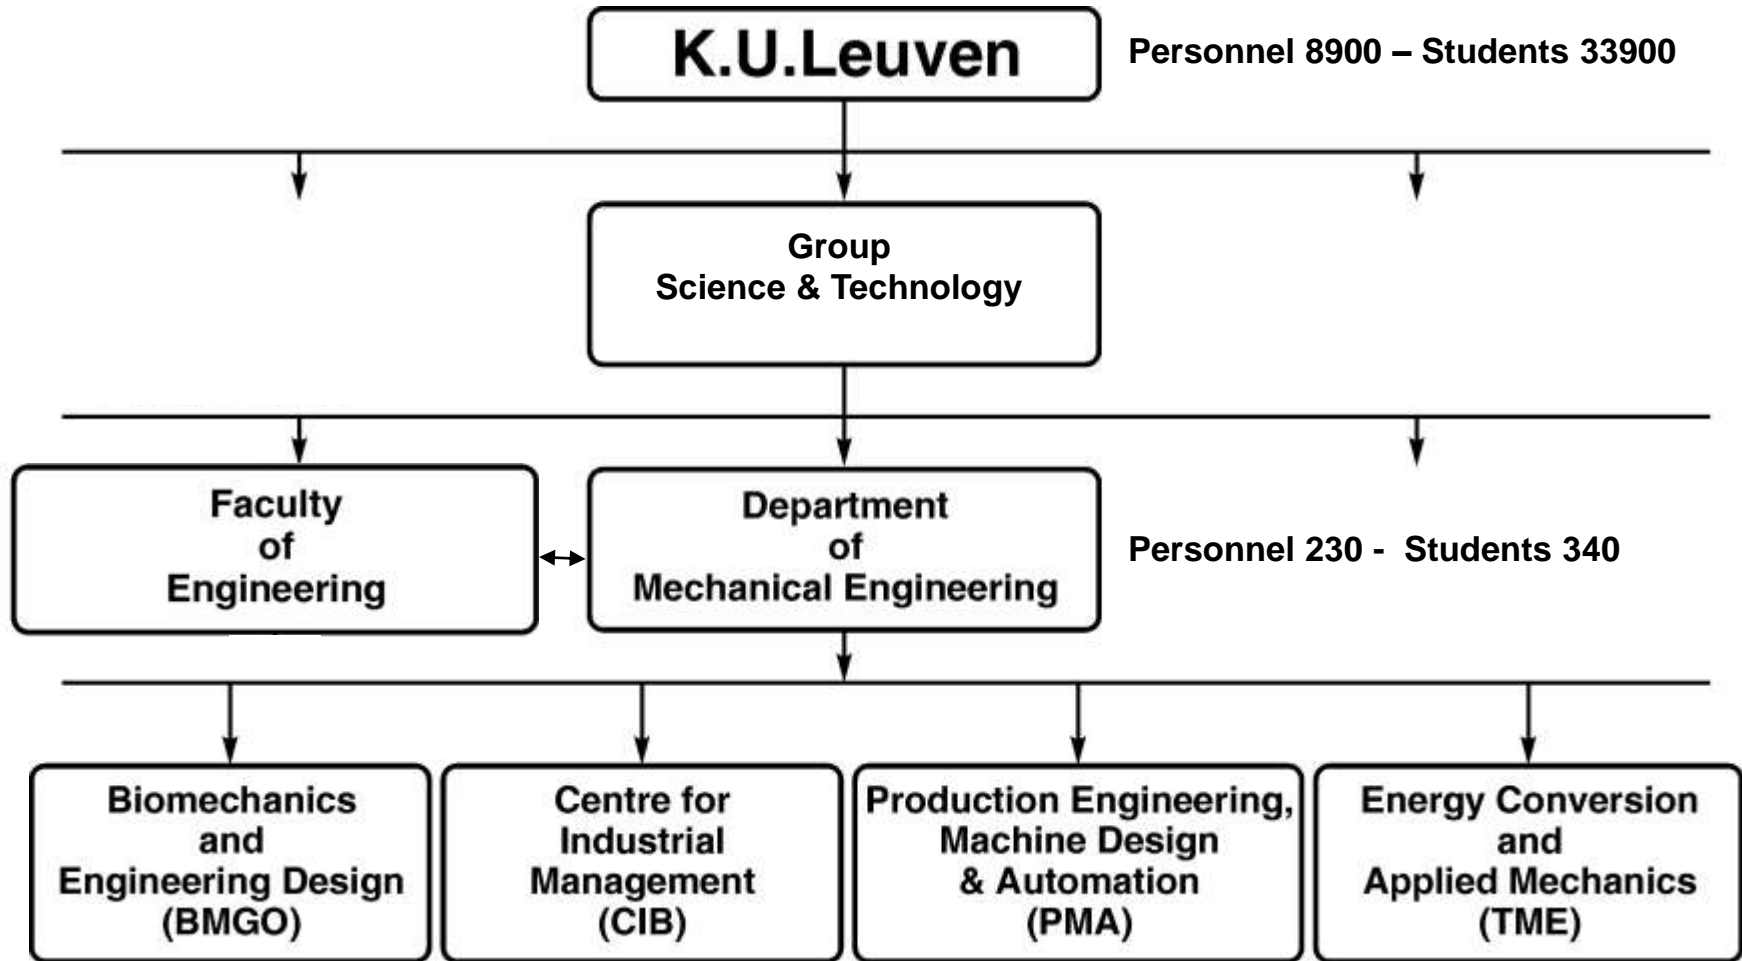 K.U.Leuven
Personnel 8900 – Students 33900
Group
Science & Technology
Faculty
of
Engineering
Department
of
Mechanical Engineering
Personnel 230 - Students 340
Biomechanics
and
Engineering Design
(BMGO)
Centre for
Industrial
Management
(CIB)
Production Engineering,
Machine Design
& Automation
(PMA)
Energy Conversion
and
Applied Mechanics
(TME)